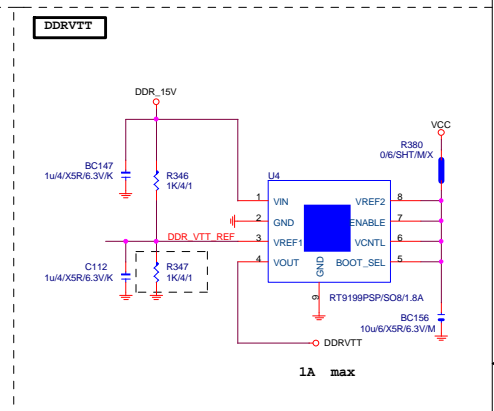 DDRVTT
DDR_15V
VCC
BC147
1u/4/X5R/6.3V/K
R346
1K/4/1
R380
0/6/SHT/M/X
U4
1 VIN VREF2 8
2 GND ENABLE 7
DDR_VTT_REF 3 VREF1 VCNTL 6
4 VOUT BOOT_SEL 5
GND
9
C112
1u/4/X5R/6.3V/K
R347
1K/4/1
RT9199PSP/SO8/1.8A
BC156
10u/6/X5R/6.3V/M
DDRVTT
1A max